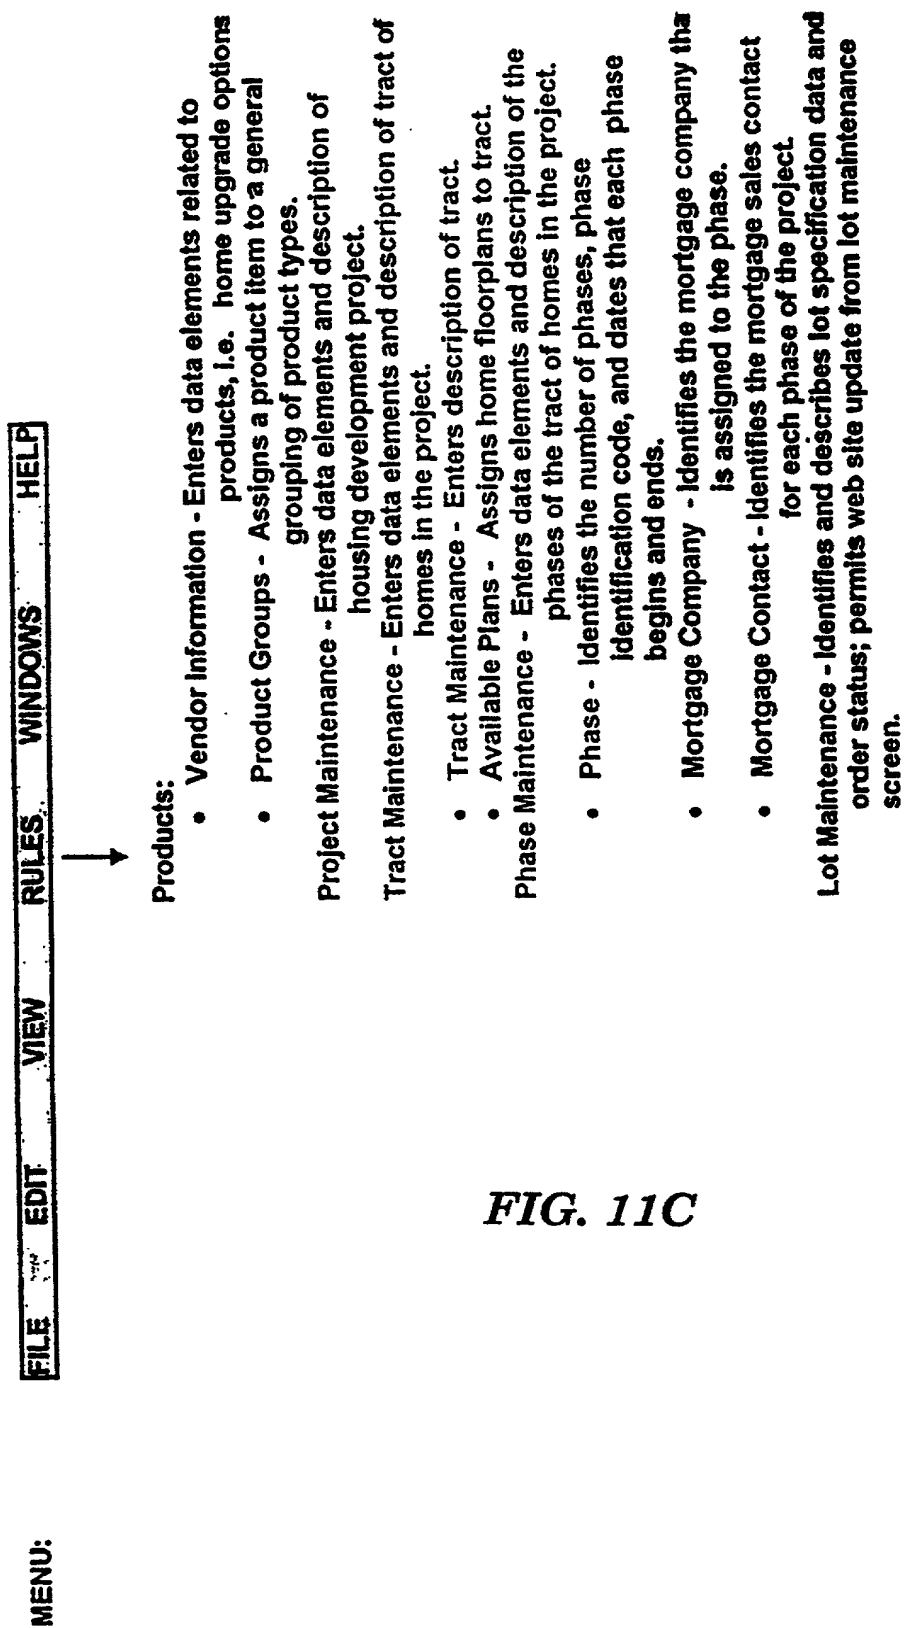 MENU:
FILE EDIT VIEW RULES WINDOWS HELP
Products:
• Vendor Information - Enters data elements related to
products, i.e. home upgrade options
• Product Groups - Assigns a product item to a general
grouping of product types.
Project Maintenance - Enters data elements and description of
housing development project.
Tract Maintenance - Enters data elements and description of tract of
homes in the project.
• Tract Maintenance - Enters description of tract.
• Available Plans - Assigns home floorplans to tract.
Phase Maintenance - Enters data elements and description of the
phases of the tract of homes in the project.
• Phase - Identifies the number of phases, phase
identification code, and dates that each phase
begins and ends.
• Mortgage Company - Identifies the mortgage company tha
is assigned to the phase.
• Mortgage Contact - Identifies the mortgage sales contact
for each phase of the project.
Lot Maintenance - Identifies and describes lot specification data and
order status; permits web site update from lot maintenance
screen.
FIG. 11C